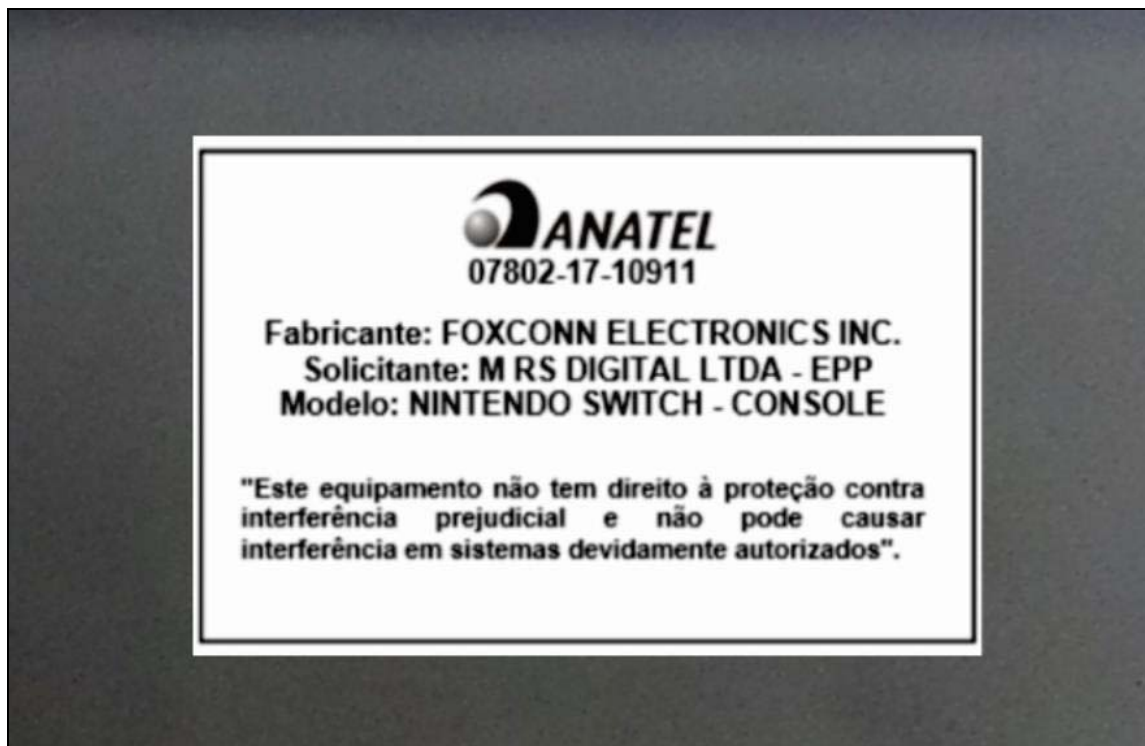 ANATEL
07802-17-10911
Fabricante: FOXCONN ELECTRONICS INC.
Solicitante: M RS DIGITAL LTDA - EPP
Modelo: NINTENDO SWITCH - CONSOLE
"Este equipamento não tem direito à proteção contra
interferência prejudicial e não pode causar
interferência em sistemas devidamente autorizados".